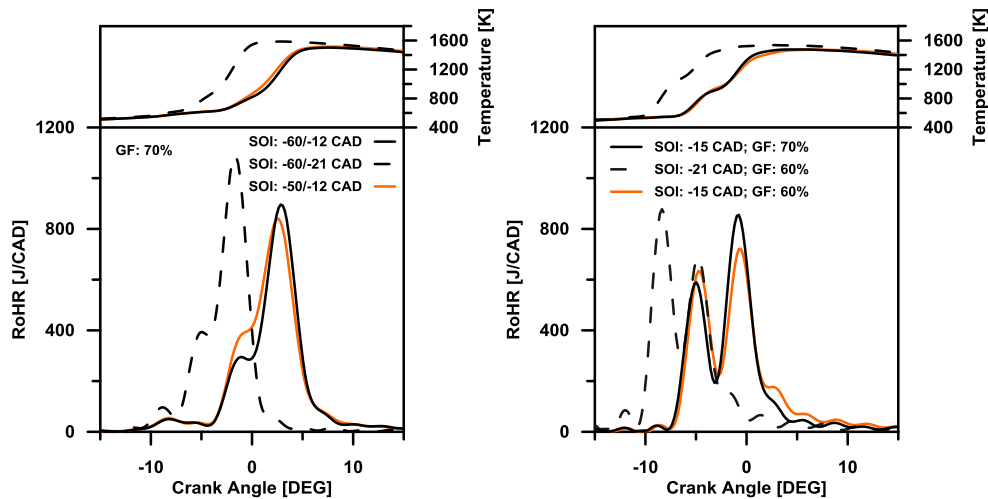 1600
1200
800
400
Temperature [K]
1200
800
400
0
RoHR [J/CAD]
GF: 70%
SOI: -60/-12 CAD
SOI: -60/-21 CAD
SOI: -50/-12 CAD
-10
0
10
Crank Angle [DEG]
1600
1200
800
400
Temperature [K]
1200
800
400
0
RoHR [J/CAD]
SOI: -15 CAD; GF: 70%
SOI: -21 CAD; GF: 60%
SOI: -15 CAD; GF: 60%
-10
0
10
Crank Angle [DEG]